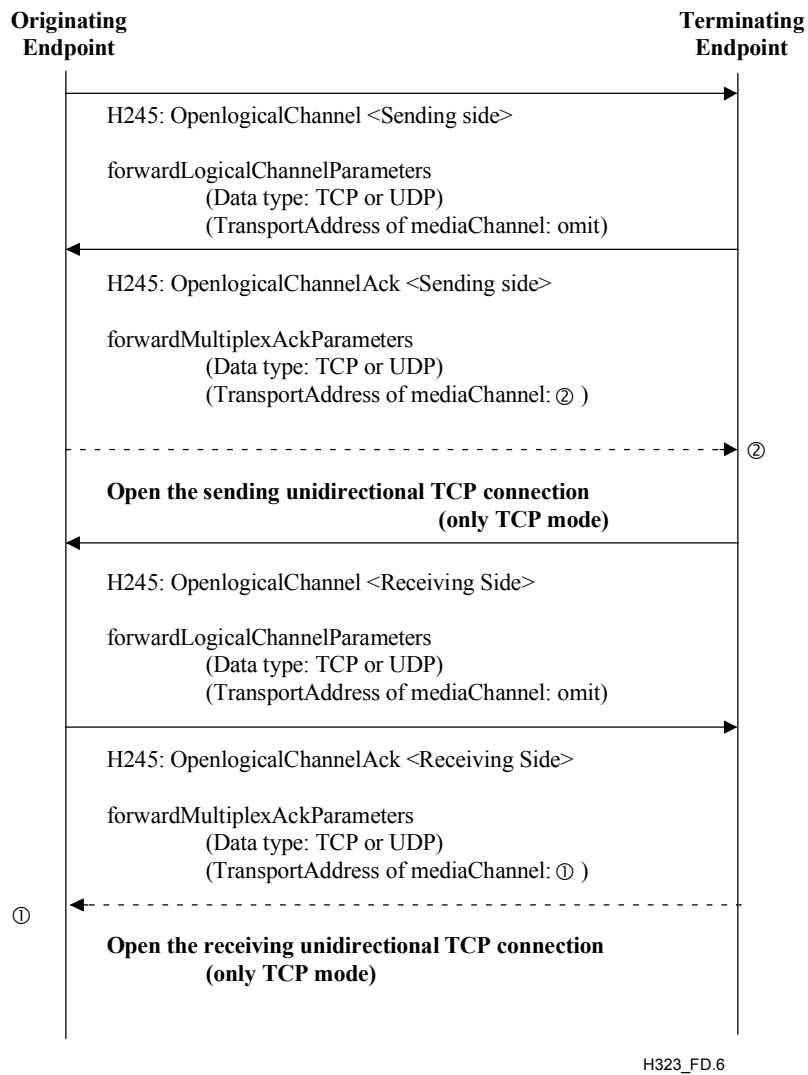 Originating
Endpoint
Terminating
Endpoint
H245: OpenlogicalChannel <Sending side>
forwardLogicalChannelParameters
(Data type: TCP or UDP)
(TransportAddress of mediaChannel: omit)
H245: OpenlogicalChannelAck <Sending side>
forwardMultiplexAckParameters
(Data type: TCP or UDP)
(TransportAddress of mediaChannel: ② )
②
Open the sending unidirectional TCP connection
(only TCP mode)
H245: OpenlogicalChannel <Receiving Side>
forwardLogicalChannelParameters
(Data type: TCP or UDP)
(TransportAddress of mediaChannel: omit)
H245: OpenlogicalChannelAck <Receiving Side>
forwardMultiplexAckParameters
(Data type: TCP or UDP)
(TransportAddress of mediaChannel: ① )
①
Open the receiving unidirectional TCP connection
(only TCP mode)
H323_FD.6